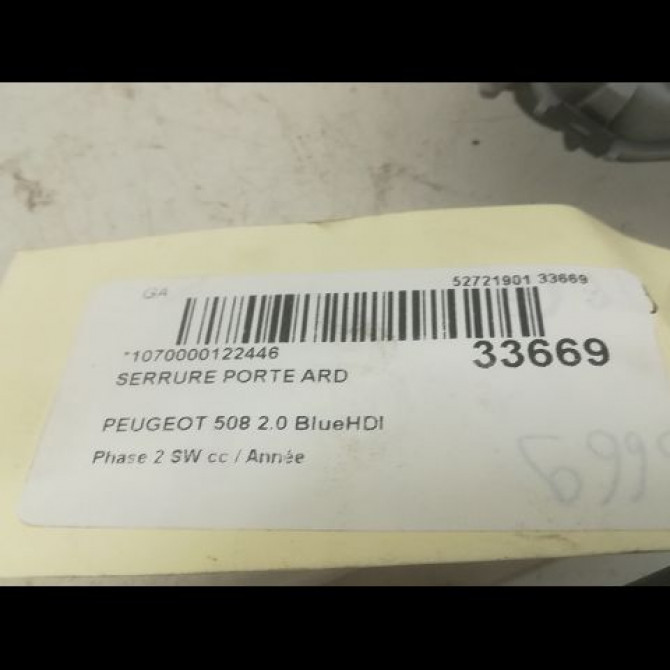 GA
52721901 33669
*1070000122446
33669
SERRURE PORTE ARD
PEUGEOT 508 2.0 BlueHDI
Phase 2 SW cc / Année